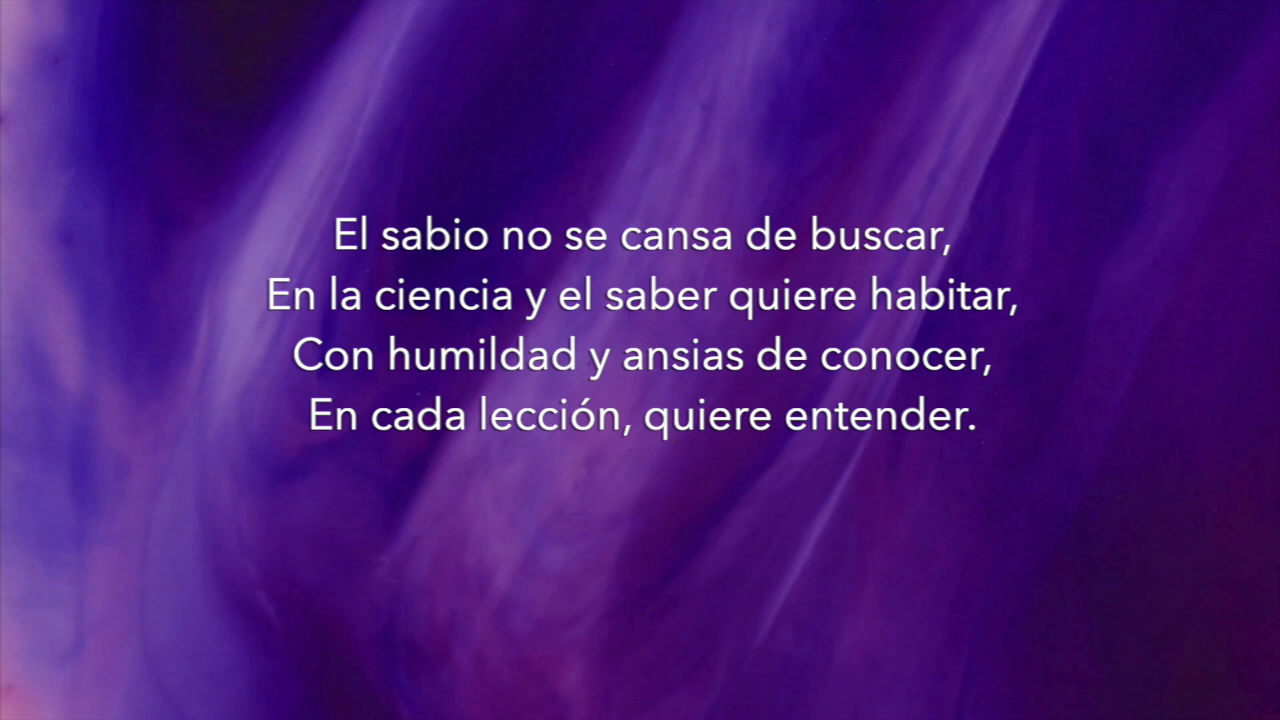 El sabio no se cansa de buscar,
En la ciencia y el saber quiere habitar,
Con humildad y ansias de conocer,
En cada lección, quiere entender.